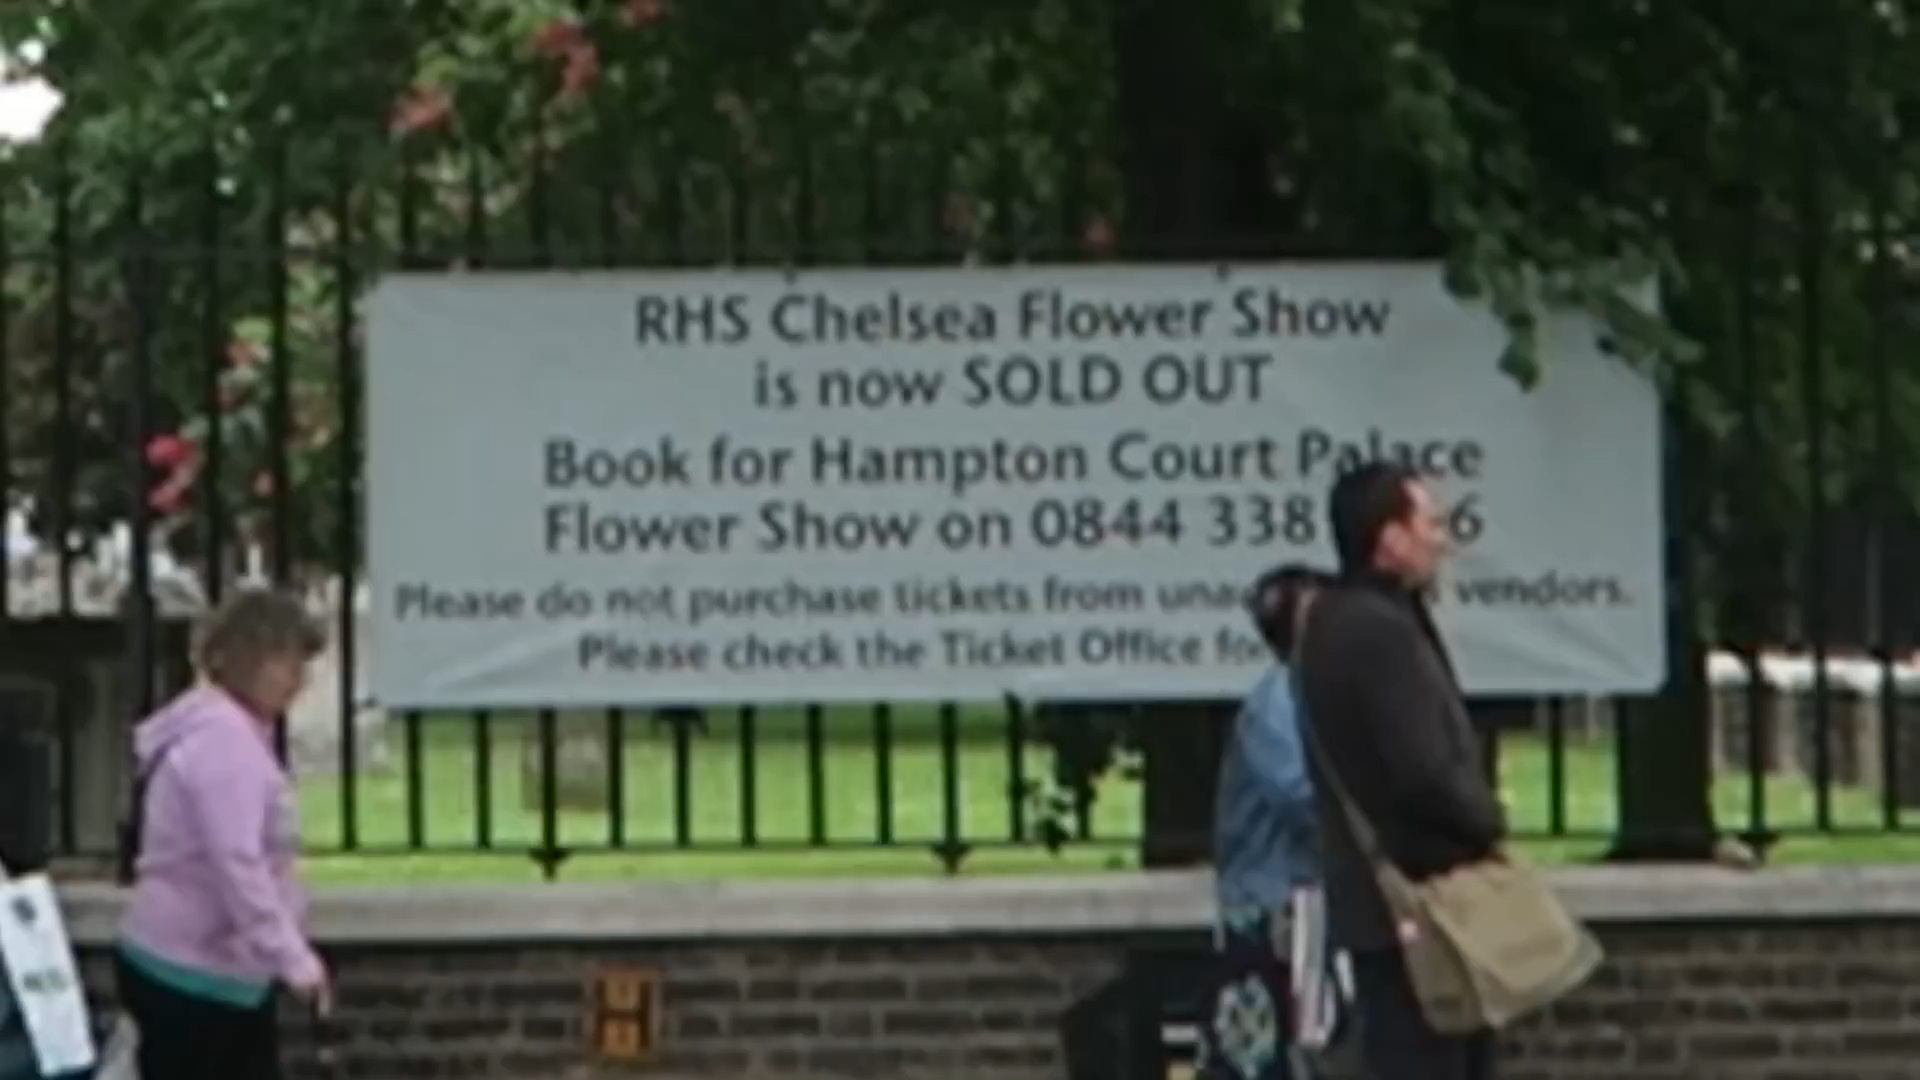 RHS Chelsea Flower Show
is now SOLD OUT
Book for Hampton Court Palace
Flower Show on 0844 338 6
Please do not purchase tickets from vendors.
Please check the Ticket Office
H